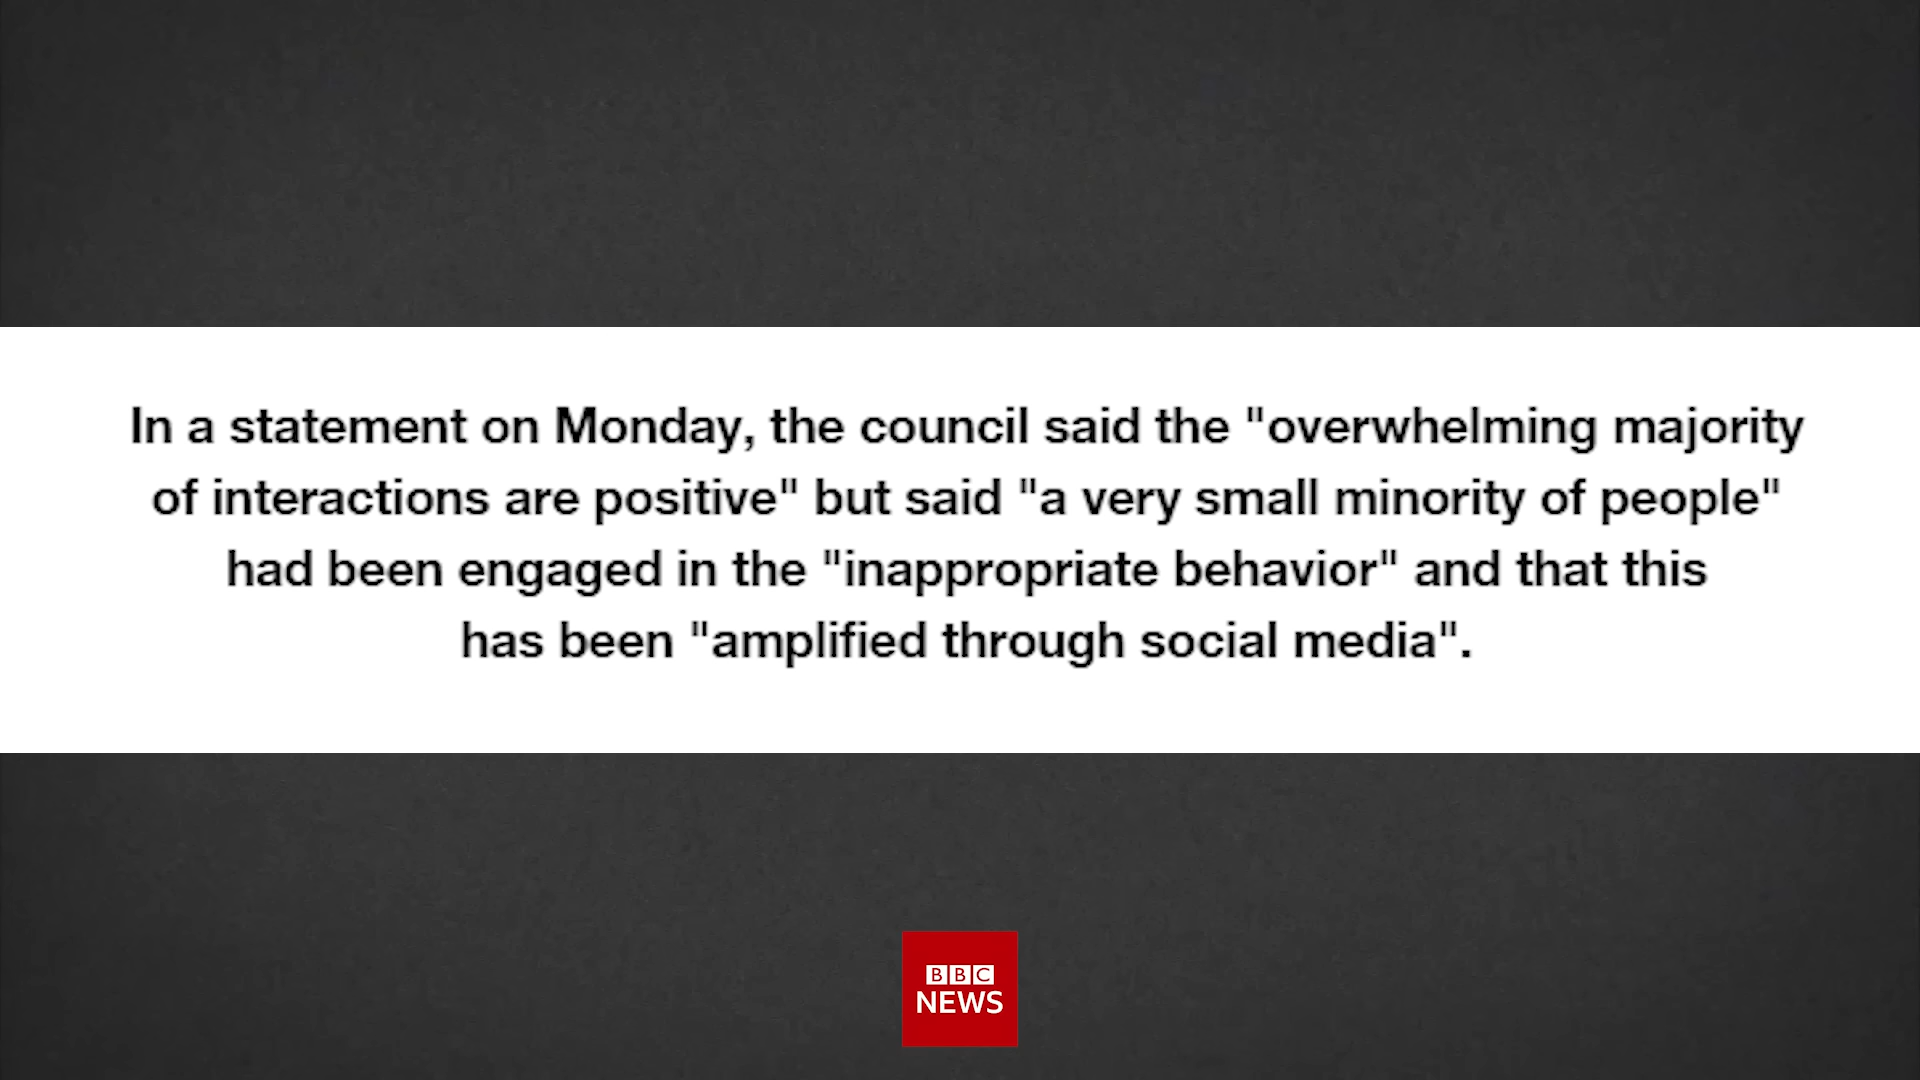 In a statement on Monday, the council said the "overwhelming majority
of interactions are positive" but said "a very small minority of people"
had been engaged in the "inappropriate behavior" and that this
has been "amplified through social media".
BBC
NEWS